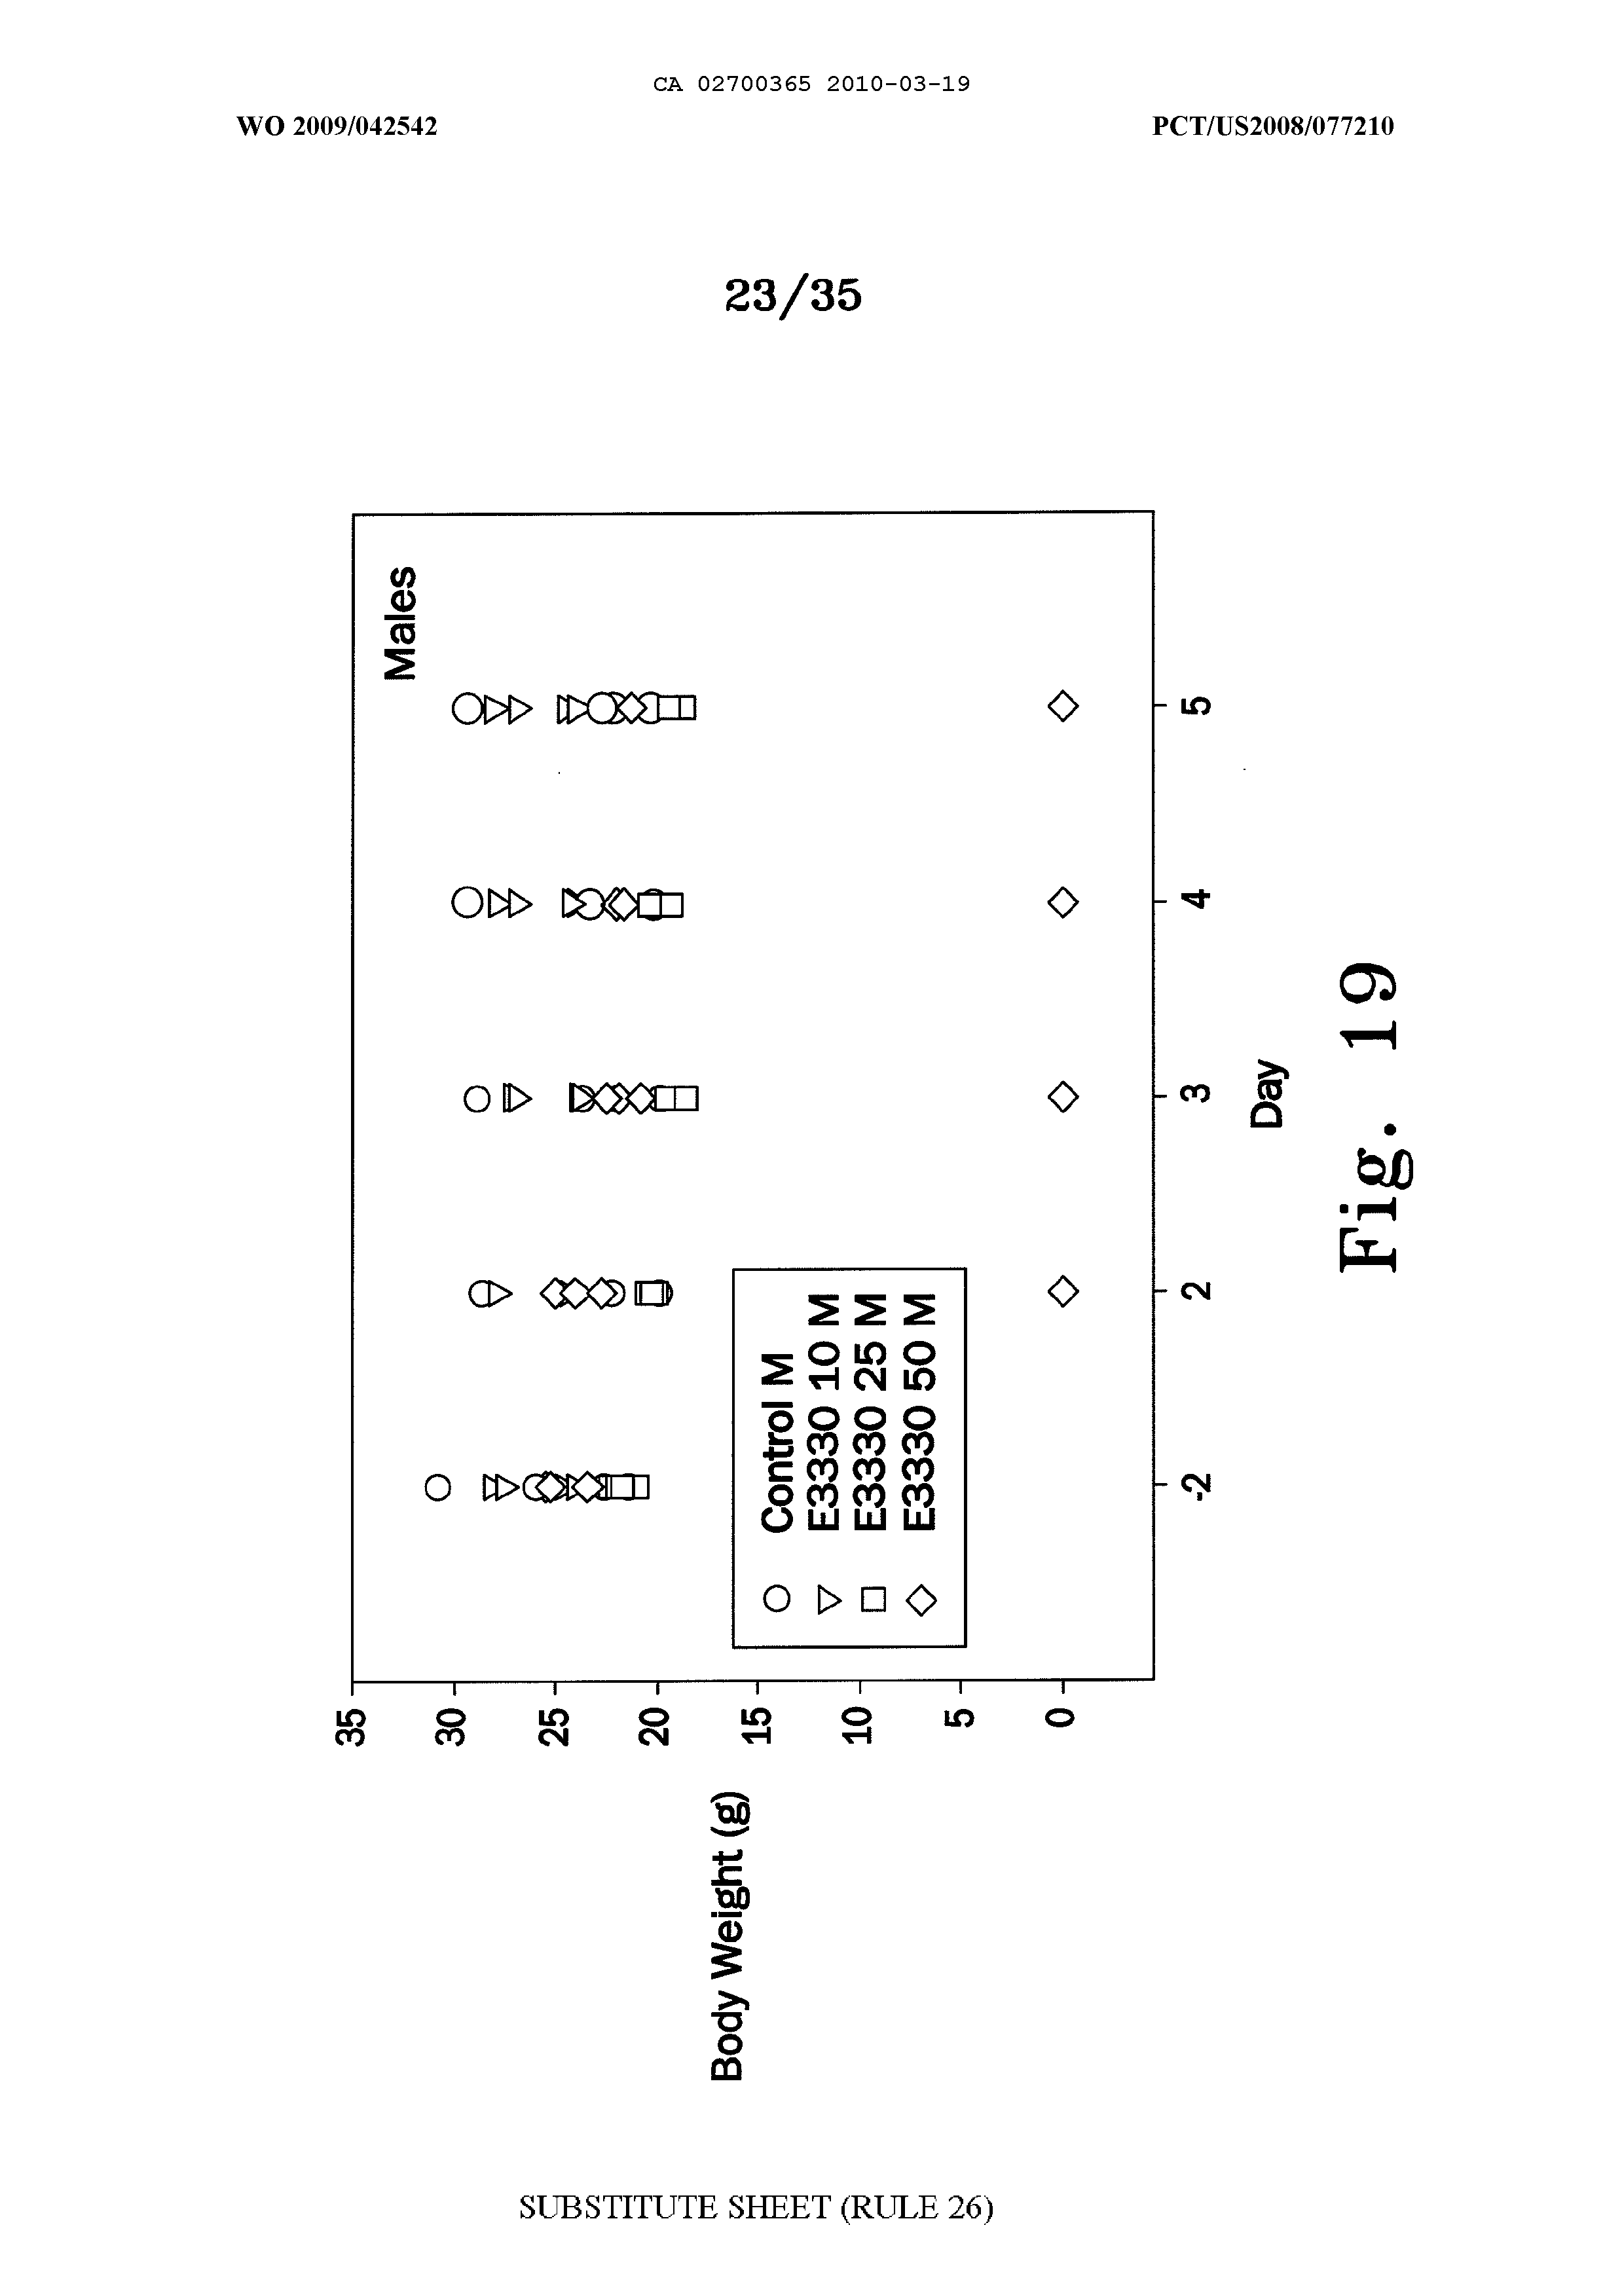 CA 02700365 2010-03-19
WO 2009/042542
PCT/US2008/077210
23/35
Males
35
30
25
20
15
10
5
0
Body Weight (g)
Control M
E3330 10 M
E3330 25 M
E3330 50 M
-2
2
3
4
5
Day
Fig. 19
SUBSTITUTE SHEET (RULE 26)